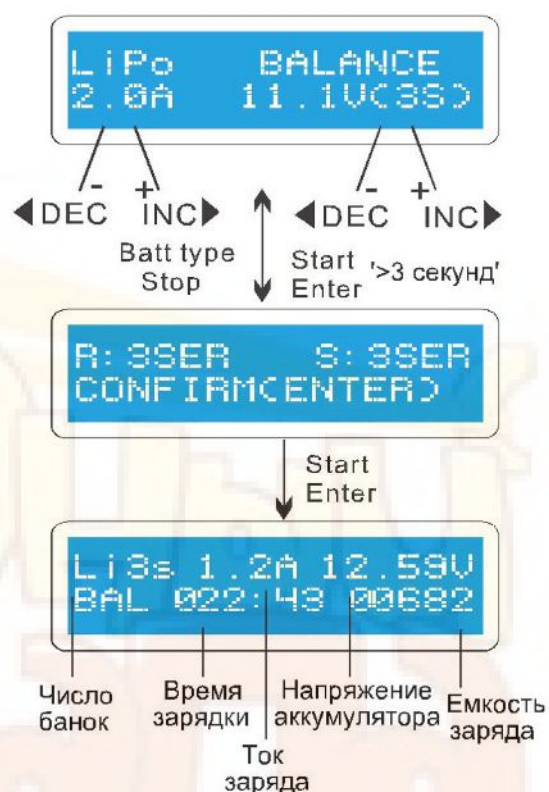 LiPo BALANCE
2.0A 11.1V(3S)
- + - +
◀DEC INC▶ ◀DEC INC▶
Batt type Start '>3 секунд'
Stop Enter
R: 3SER S: 3SER
CONFIRM(ENTER)
Start
Enter
Li3s 1.2A 12.59V
BAL 022:43 00682
Число Время Напряжение Емкость
банок зарядки аккумулятора заряда
Ток
заряда